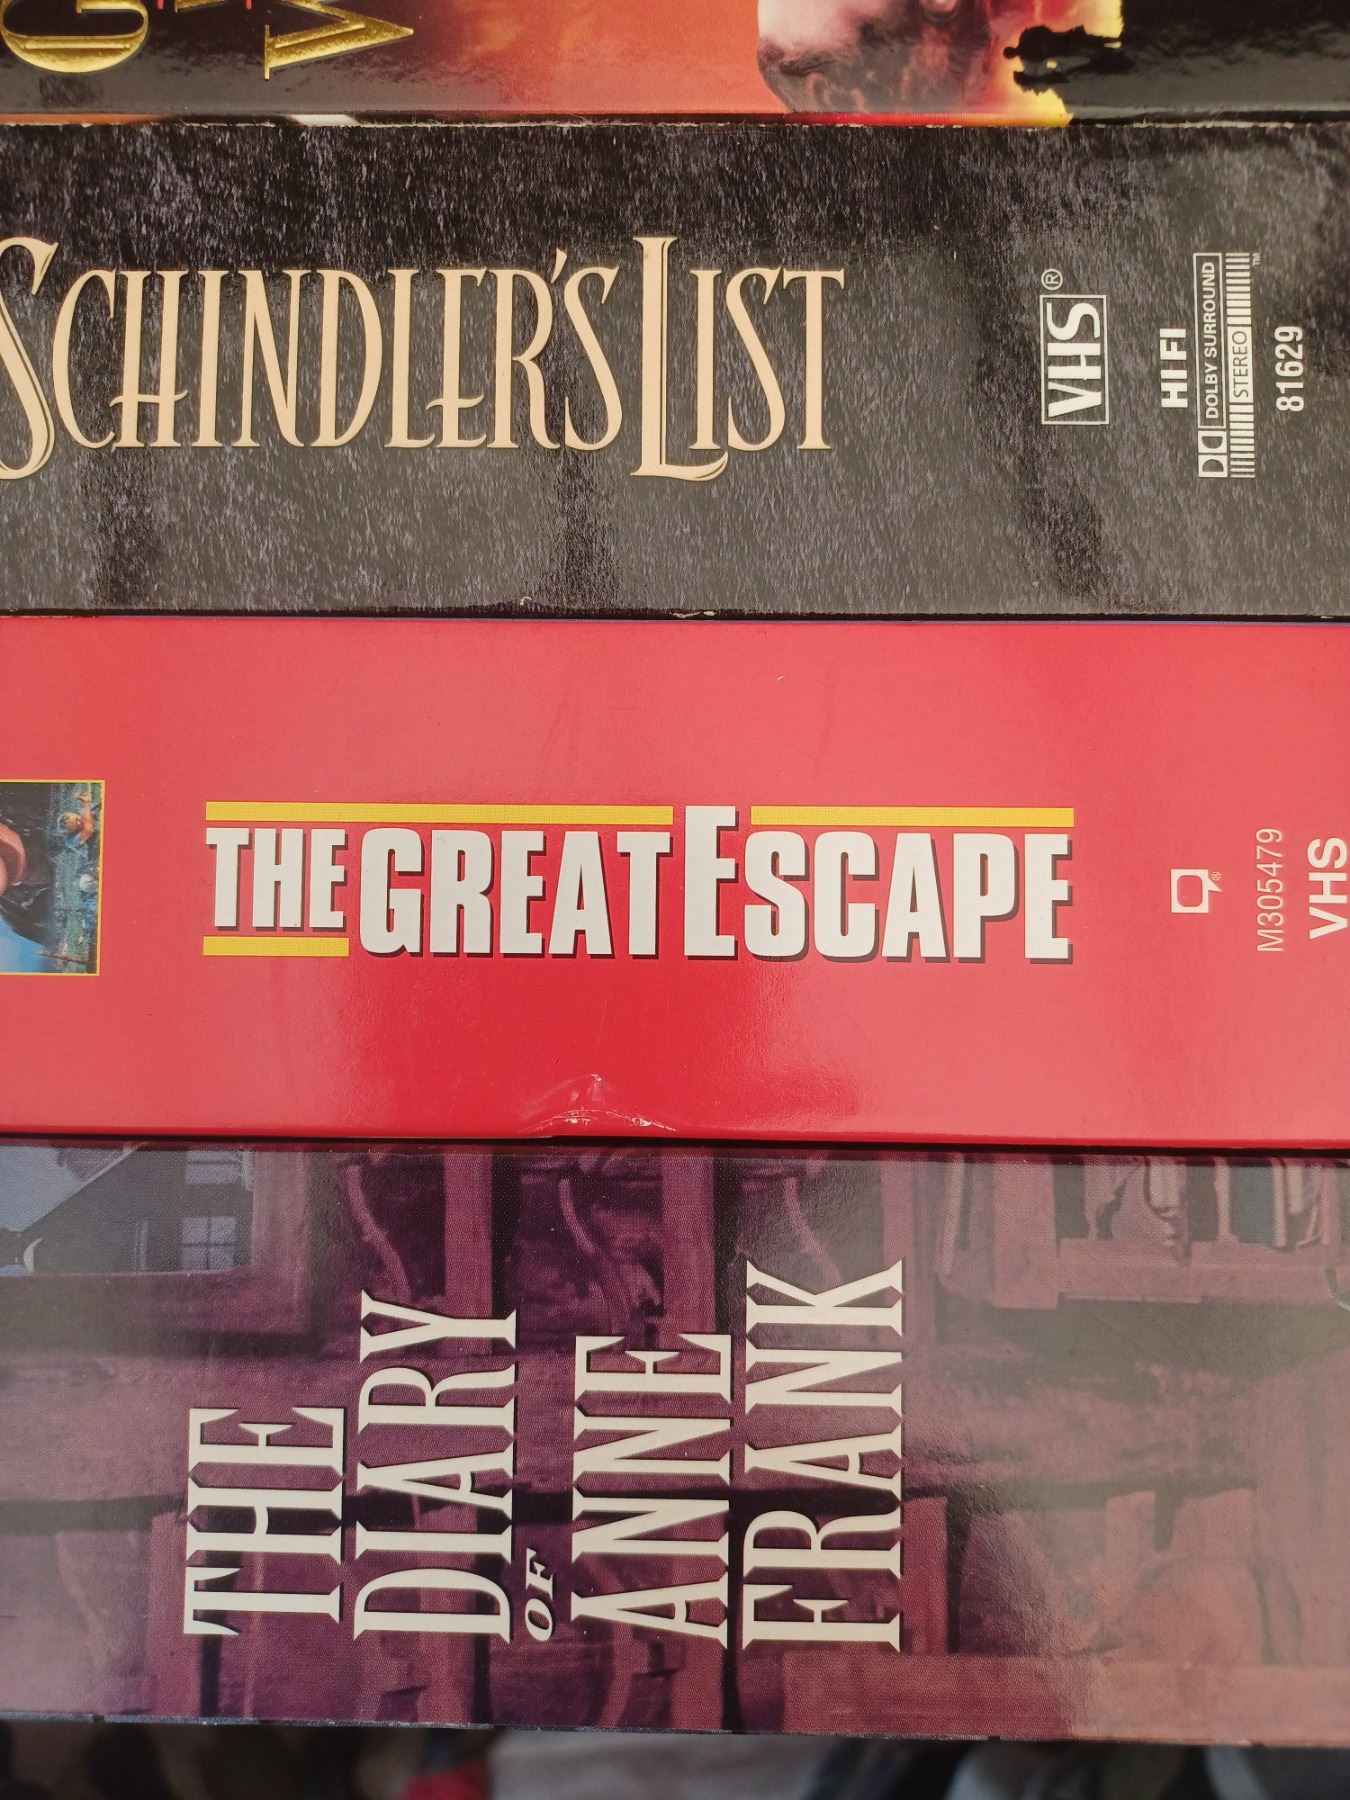 G
W
SCHINDLER'S LIST
VHS®
HI FI
DOLBY SURROUND
STEREO
TM
81629
THE GREAT ESCAPE
®
M305479
VHS
THE
DIARY
OF
ANNE
FRANK